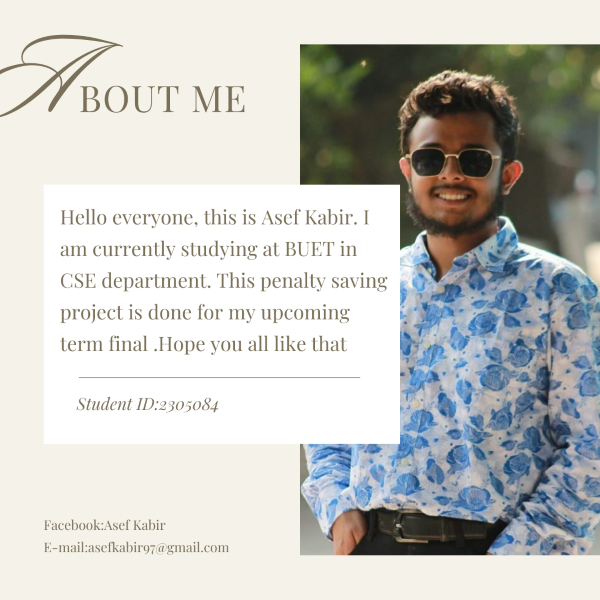 About me
Hello everyone, this is Asef Kabir. I
am currently studying at BUET in
CSE department. This penalty saving
project is done for my upcoming
term final .Hope you all like that
Student ID:2305084
Facebook:Asef Kabir
E-mail:asefkabir97@gmail.com